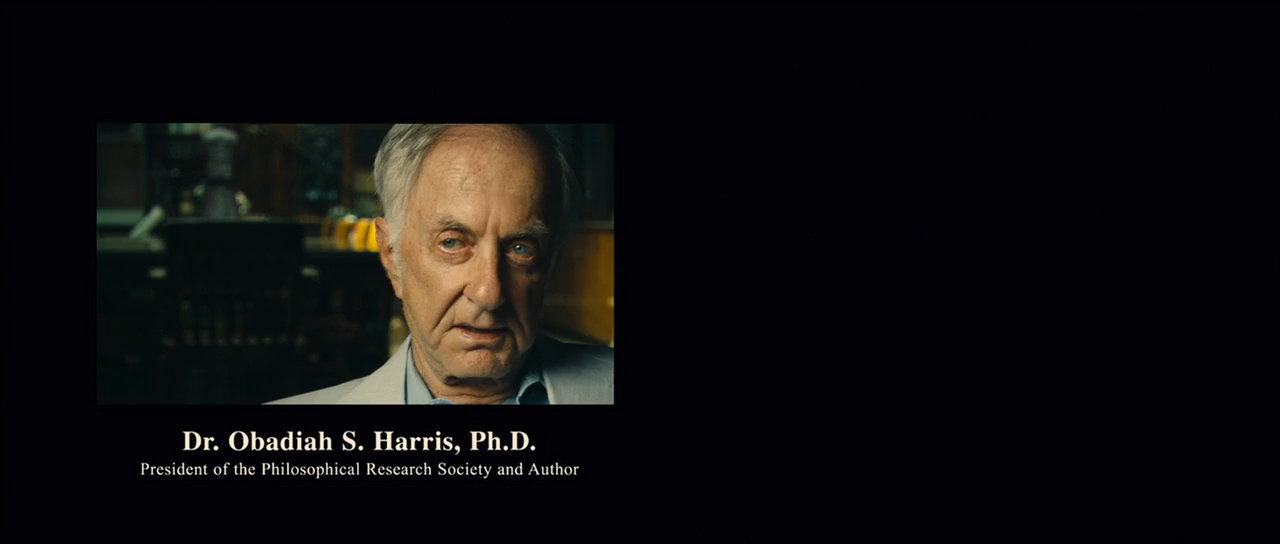 Dr. Obadiah S. Harris, Ph.D.
President of the Philosophical Research Society and Author